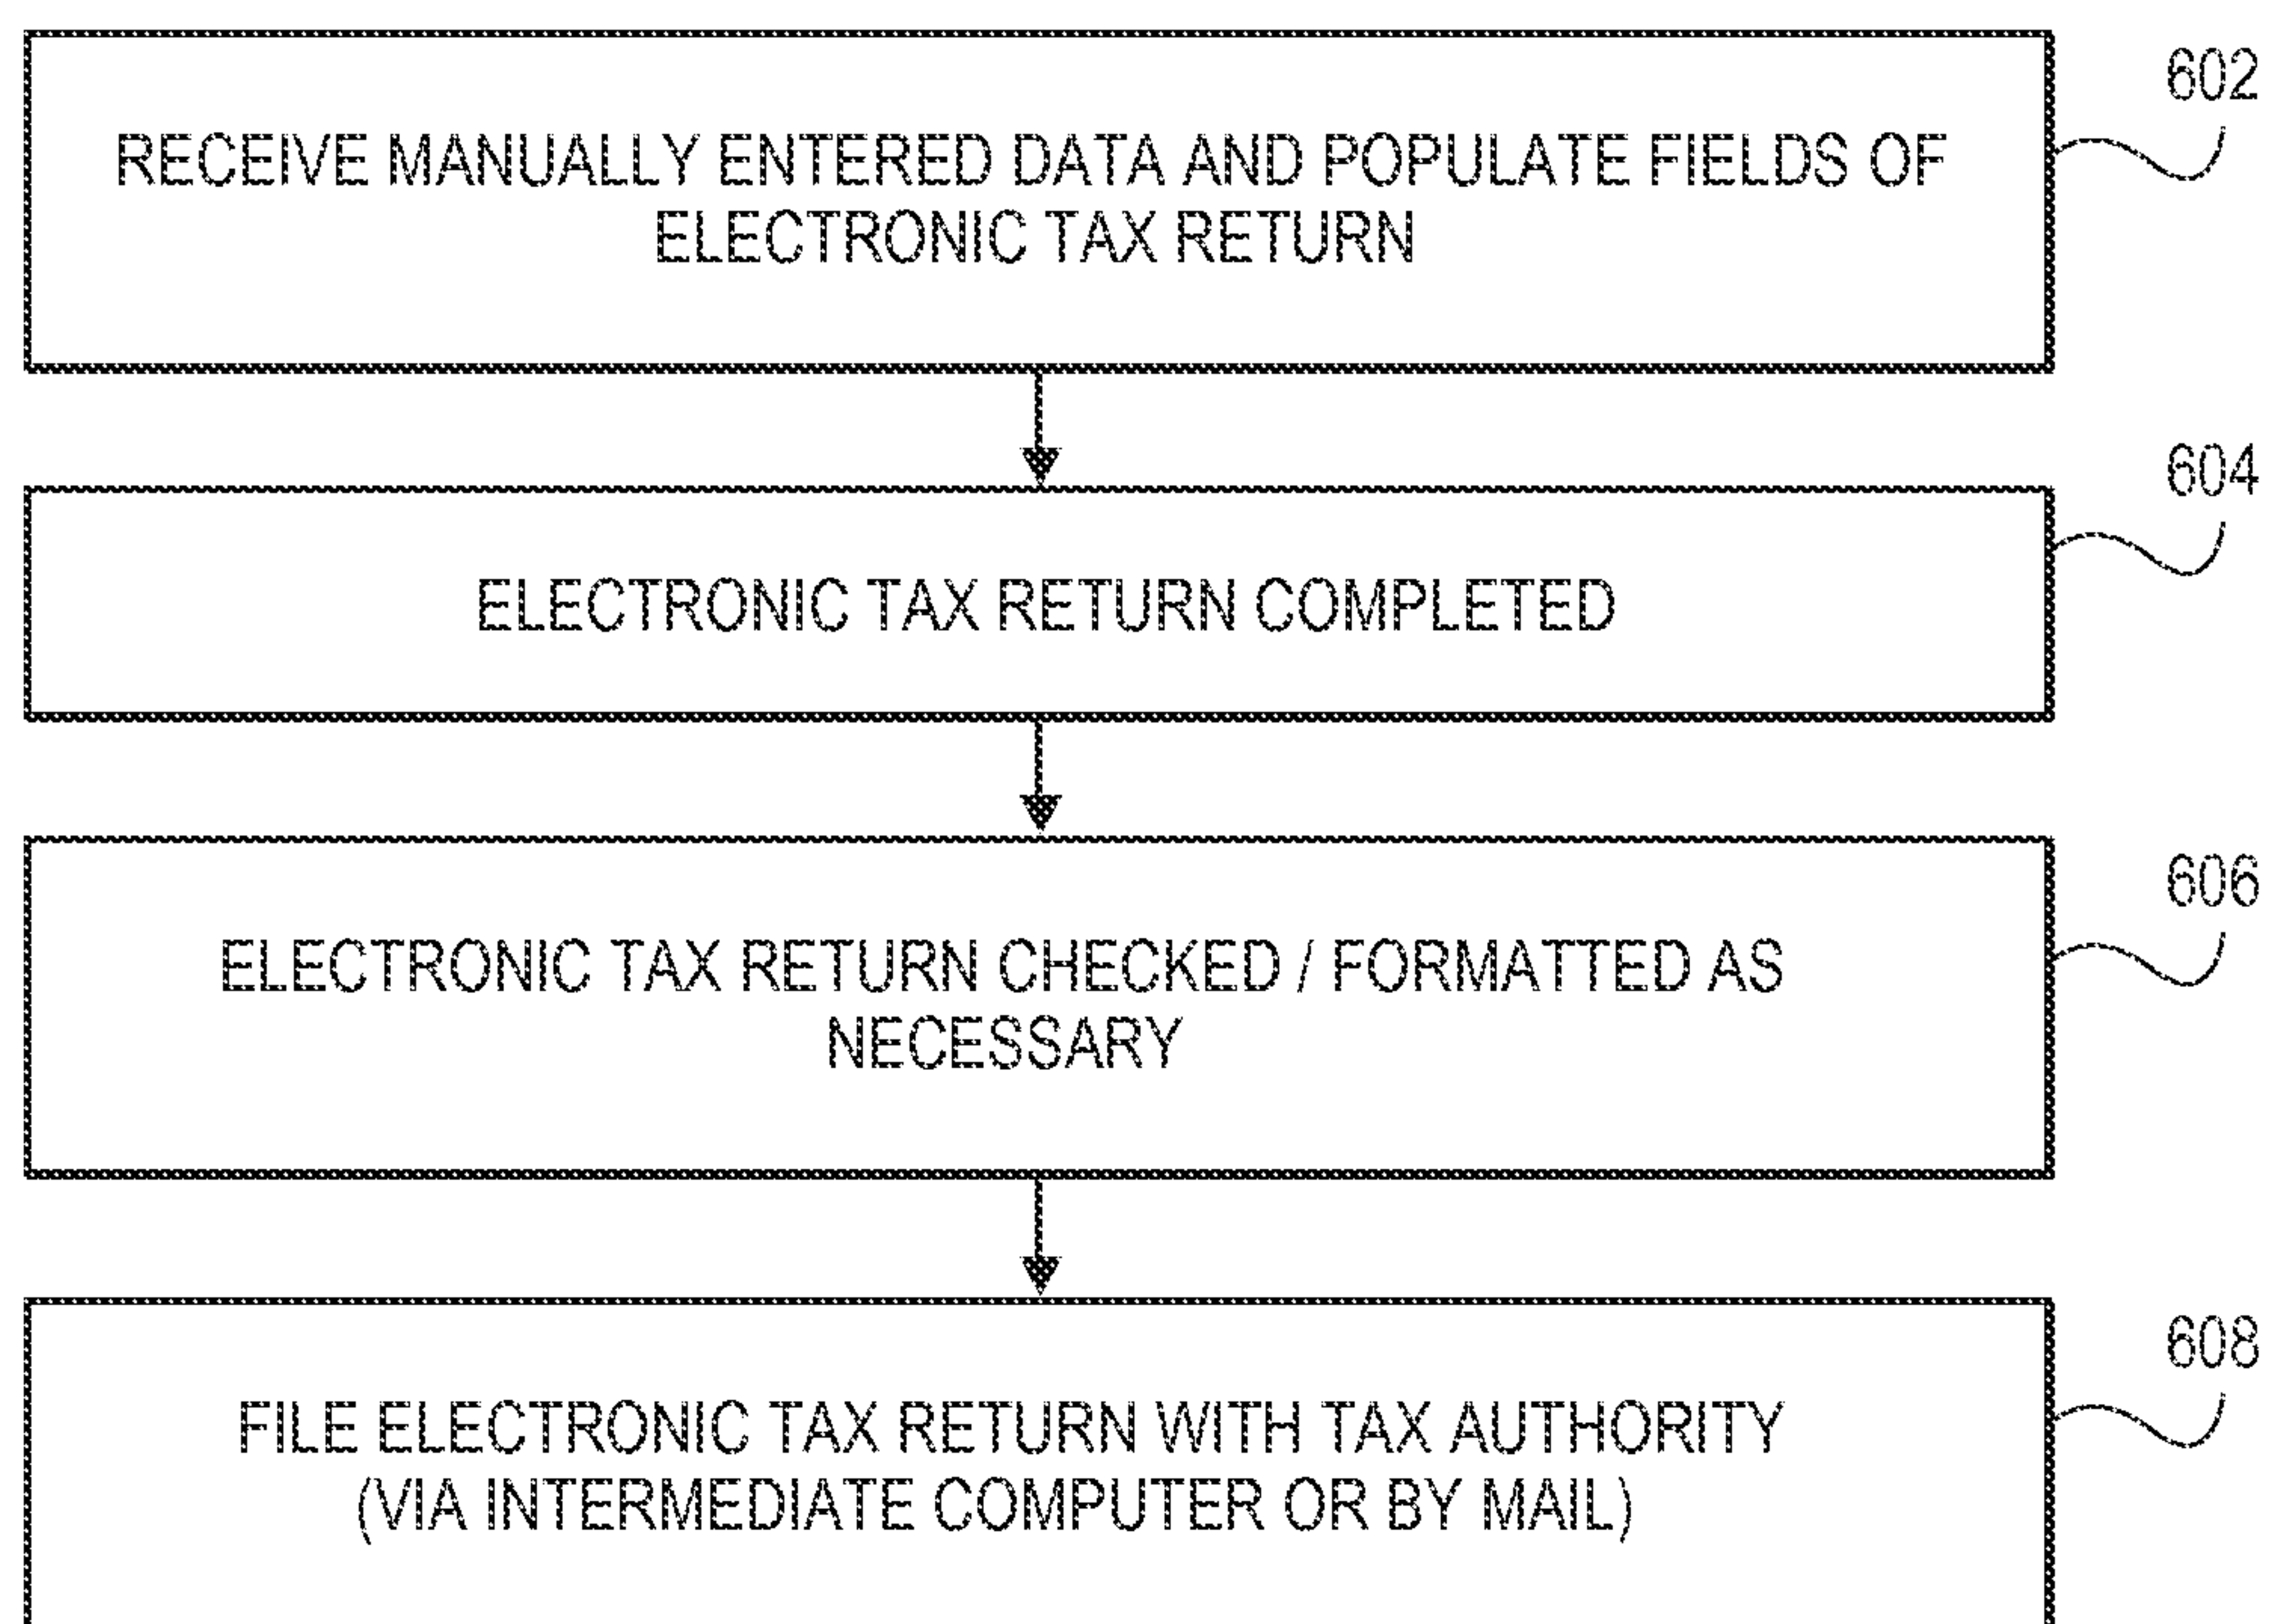 602
RECEIVE MANUALLY ENTERED DATA AND POPULATE FIELDS OF
ELECTRONIC TAX RETURN
604
ELECTRONIC TAX RETURN COMPLETED
606
ELECTRONIC TAX RETURN CHECKED / FORMATTED AS
NECESSARY
608
FILE ELECTRONIC TAX RETURN WITH TAX AUTHORITY
(VIA INTERMEDIATE COMPUTER OR BY MAIL)